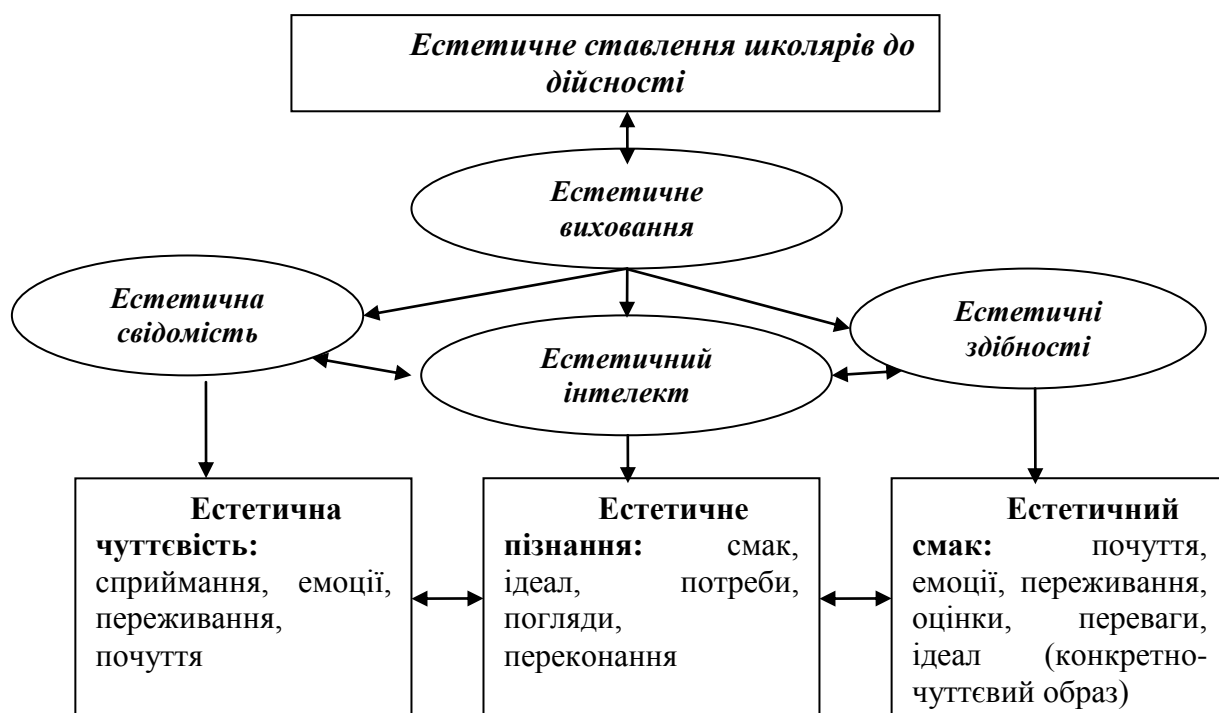 Естетичне ставлення школярів до
дійсності
Естетичне
виховання
Естетична
свідомість
Естетичний
інтелект
Естетичні
здібності
Естетична
чуттєвість:
сприймання, емоції,
переживання,
почуття
Естетичне
пізнання: смак,
ідеал, потреби,
погляди,
переконання
Естетичний
смак: почуття,
емоції, переживання,
оцінки, переваги,
ідеал (конкретно-
чуттєвий образ)